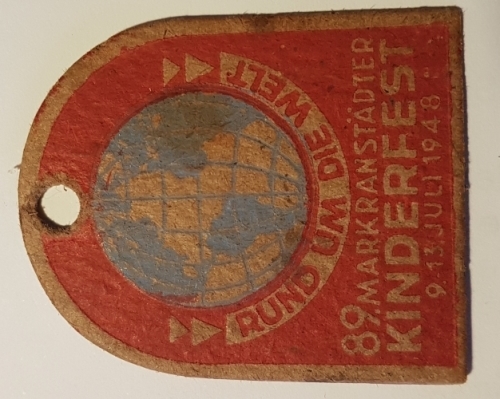 RUND UM DIE WELT
89. MARKRANSTÄDTER
KINDERFEST
9.-13. JULI 1948